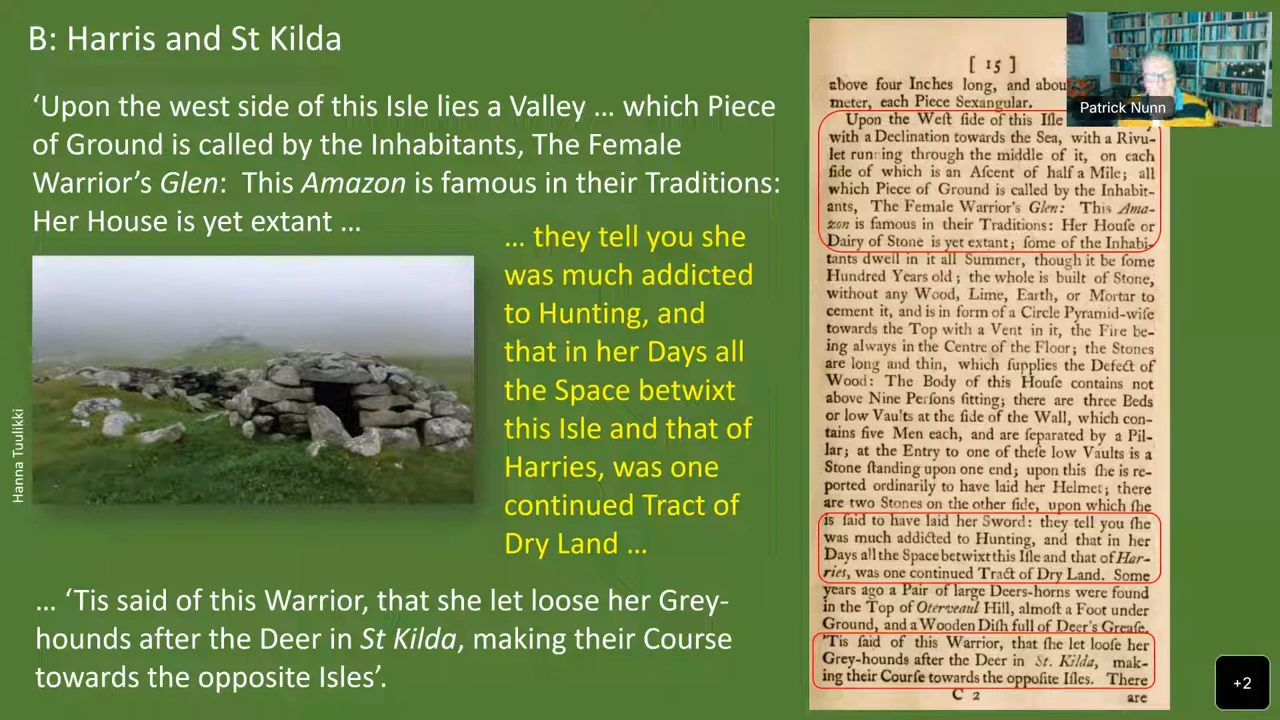 B: Harris and St Kilda
‘Upon the west side of this Isle lies a Valley … which Piece
of Ground is called by the Inhabitants, The Female
Warrior’s Glen: This Amazon is famous in their Traditions:
Her House is yet extant …
… they tell you she
was much addicted
to Hunting, and
that in her Days all
the Space betwixt
this Isle and that of
Harries, was one
continued Tract of
Dry Land …
Hanna Tuulikki
… ‘Tis said of this Warrior, that she let loose her Grey-
hounds after the Deer in St Kilda, making their Course
towards the opposite Isles’.
[ 15 ]
above four Inches long, and abou
meter, each Piece Sexangular.
Upon the Weſt ſide of this Iſle
with a Declination towards the Sea, with a Rivu-
let running through the middle of it, on each
ſide of which is an Aſcent of half a Mile; all
which Piece of Ground is called by the Inhabit-
ants, The Female Warrior's Glen: This Ama-
zon is famous in their Traditions: Her Houſe or
Dairy of Stone is yet extant; ſome of the Inhabi-
tants dwell in it all Summer, though it be ſome
Hundred Years old; the whole is built of Stone,
without any Wood, Lime, Earth, or Mortar to
cement it, and is in form of a Circle Pyramid-wiſe
towards the Top with a Vent in it, the Fire be-
ing always in the Centre of the Floor; the Stones
are long and thin, which ſupplies the Defect of
Wood: The Body of this Houſe contains not
above Nine Perſons ſitting; there are three Beds
or low Vaults at the ſide of the Wall, which con-
tains five Men each, and are ſeparated by a Pil-
lar; at the Entry to one of theſe low Vaults is a
Stone ſtanding upon one end; upon this ſhe is re-
ported ordinarily to have laid her Helmet; there
are two Stones on the other ſide, upon which ſhe
is ſaid to have laid her Sword: they tell you ſhe
was much addicted to Hunting, and that in her
Days all the Space betwixt this Iſle and that of Har-
ries, was one continued Tract of Dry Land. Some
years ago a Pair of large Deers-horns were found
in the Top of Oterveaul Hill, almoſt a Foot under
Ground, and a Wooden Diſh full of Deer's Greaſe.
'Tis ſaid of this Warrior, that ſhe let looſe her
Grey-hounds after the Deer in St. Kilda, mak-
ing their Courſe towards the oppoſite Iſles. There
C 2 are
Patrick Nunn
+2